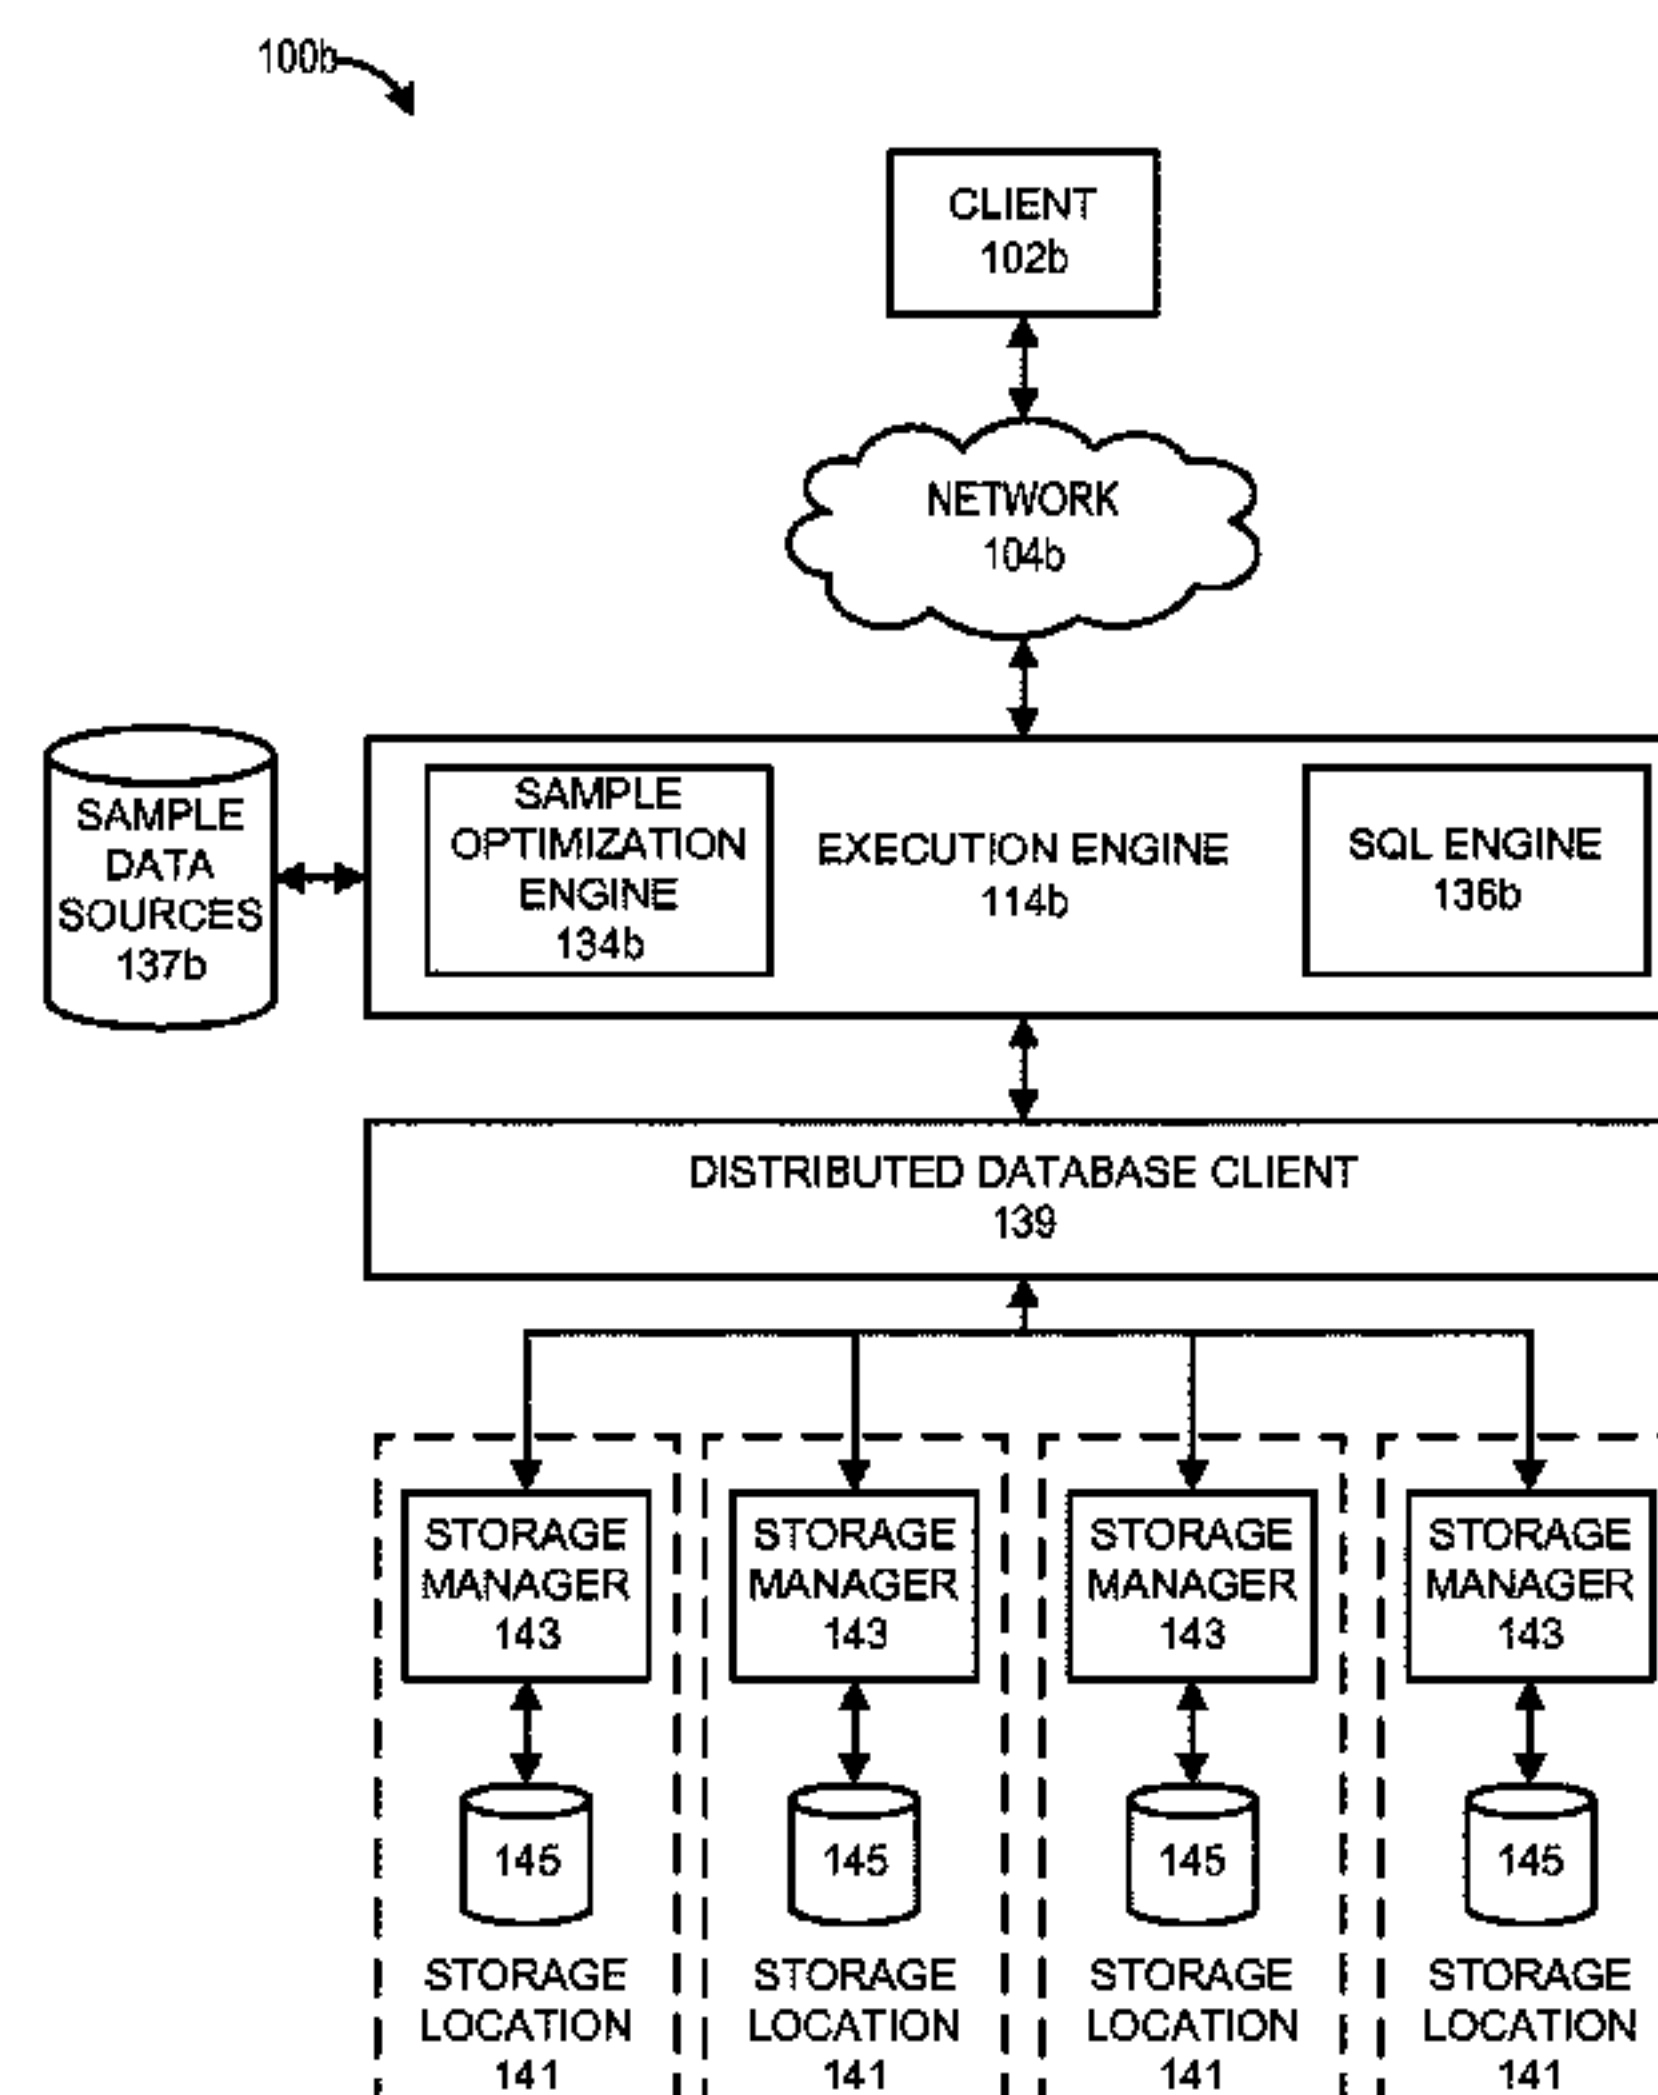 100b
CLIENT
102b
NETWORK
104b
SAMPLE
DATA
SOURCES
137b
SAMPLE
OPTIMIZATION
ENGINE
134b
EXECUTION ENGINE
114b
SQL ENGINE
136b
DISTRIBUTED DATABASE CLIENT
139
STORAGE
MANAGER
143
STORAGE
MANAGER
143
STORAGE
MANAGER
143
STORAGE
MANAGER
143
145
145
145
145
STORAGE
LOCATION
141
STORAGE
LOCATION
141
STORAGE
LOCATION
141
STORAGE
LOCATION
141